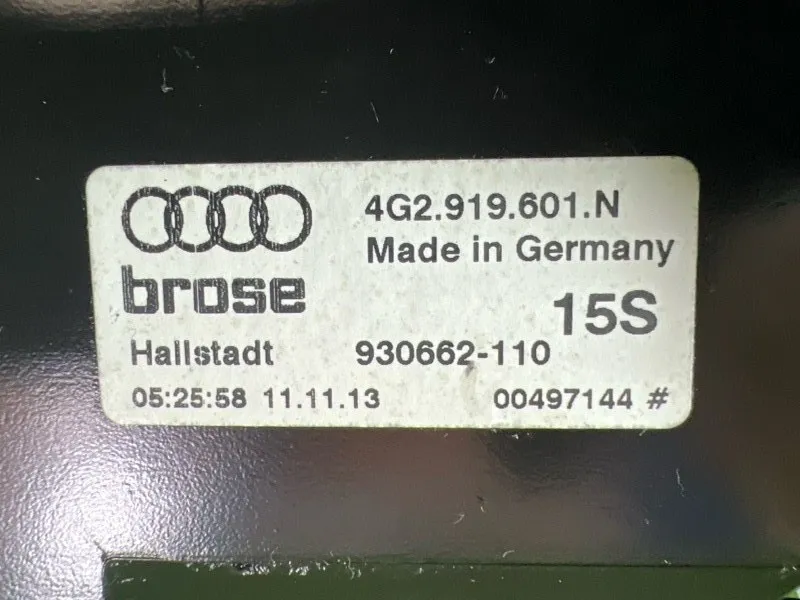 4G2.919.601.N
Made in Germany
brose
15S
Hallstadt 930662-110
05:25:58 11.11.13 00497144 #